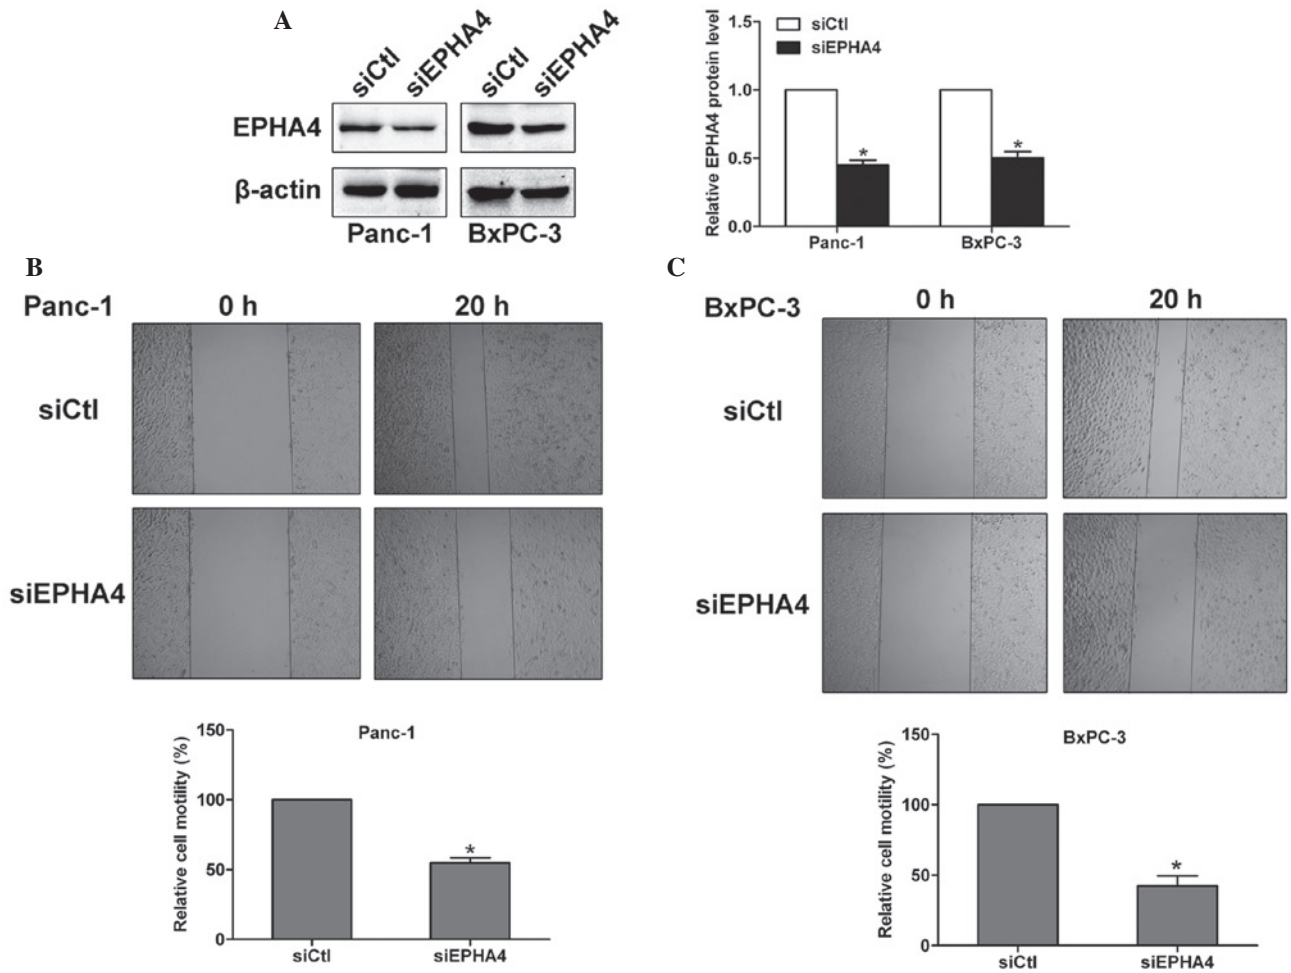 A
siCtl siEPHA4 siCtl siEPHA4
EPHA4
β-actin
Panc-1 BxPC-3
Relative EPHA4 protein level
1.5
1.0
0.5
0.0
siCtl
siEPHA4
*
*
Panc-1 BxPC-3
B
Panc-1 0 h 20 h
siCtl
siEPHA4
Panc-1
Relative cell motility (%)
150
100
50
0
*
siCtl siEPHA4
C
BxPC-3 0 h 20 h
siCtl
siEPHA4
BxPC-3
Relative cell motility (%)
150
100
50
0
*
siCtl siEPHA4